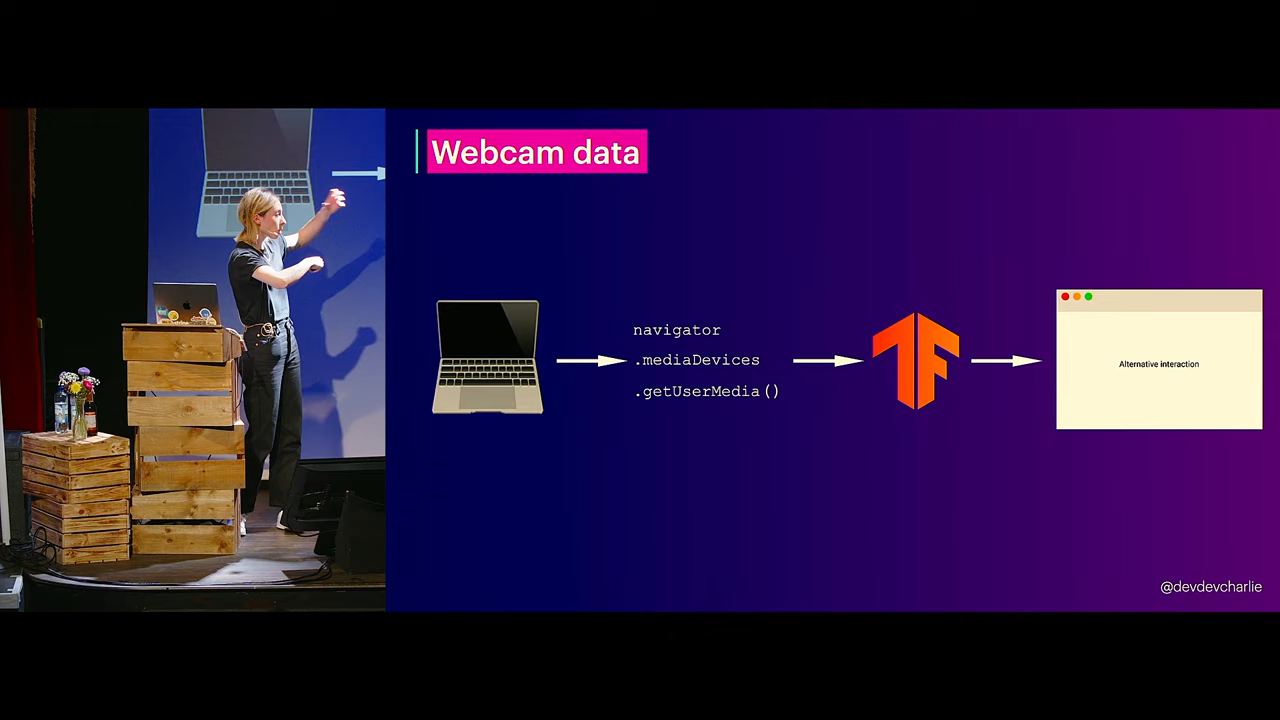 Webcam data
navigator
.mediaDevices
.getUserMedia()
Alternative interaction
@devdevcharlie